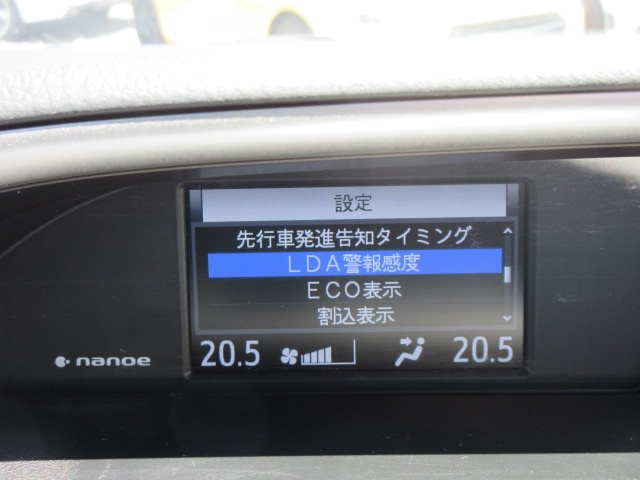 設定
先行車発進告知タイミング
ＬＤＡ警報感度
ＥＣＯ表示
割込表示
20.5 20.5
nanoe